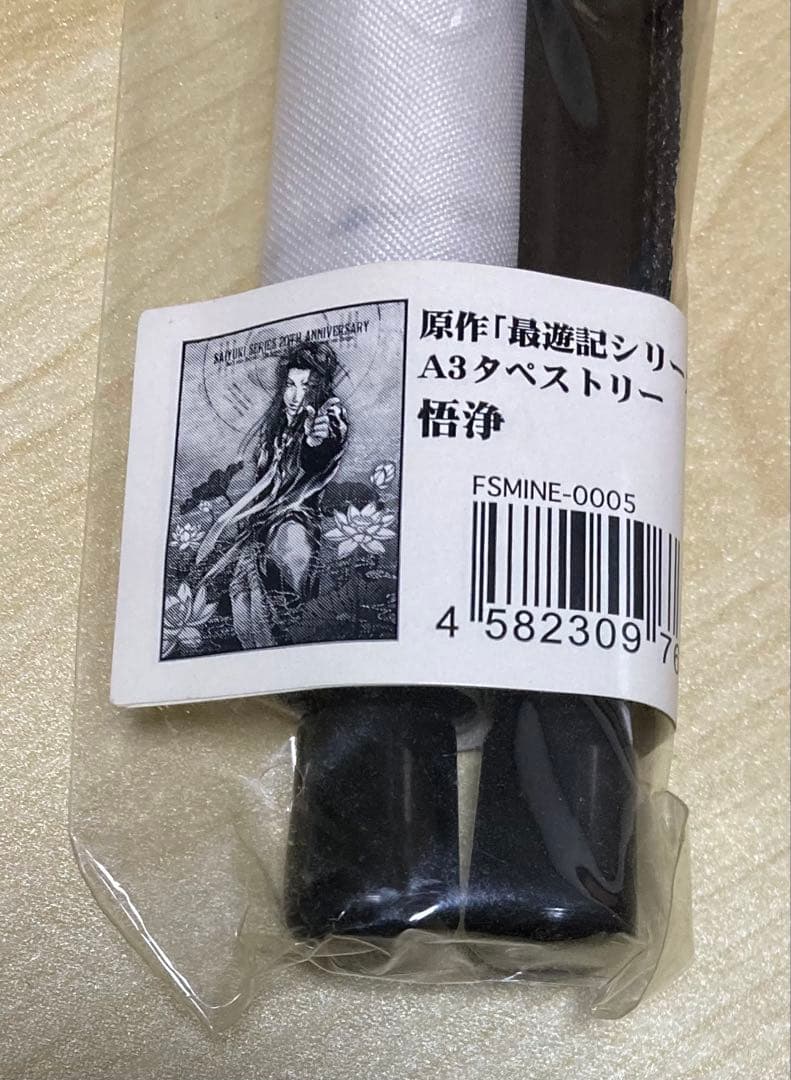 SAIYUKI SERIES 20TH ANNIVERSARY
原作「最遊記シリー
A3タペストリー
悟浄
FSMINE-0005
4 582309 76